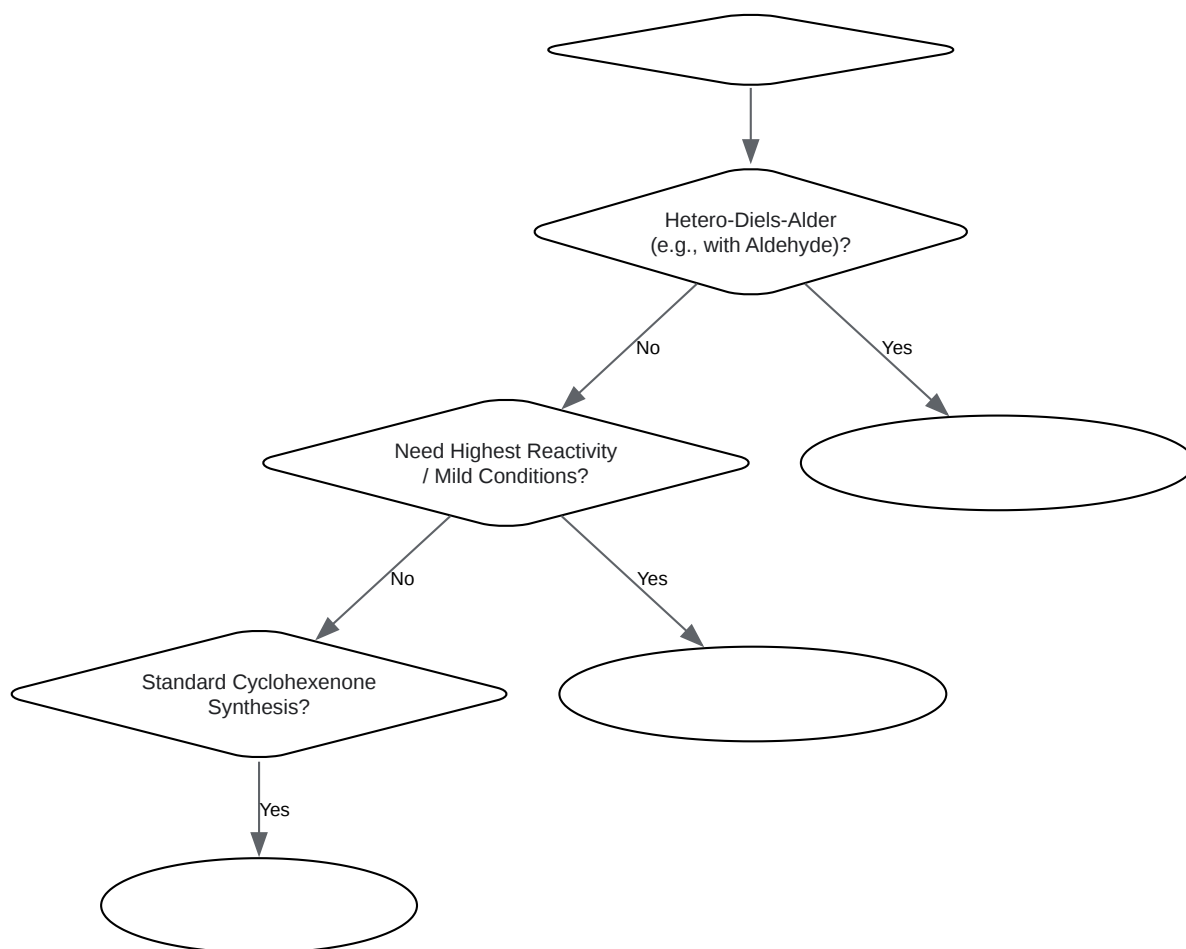 Hetero-Diels-Alder
(e.g., with Aldehyde)?
No
Yes
Need Highest Reactivity
/ Mild Conditions?
No
Yes
Standard Cyclohexenone
Synthesis?
Yes